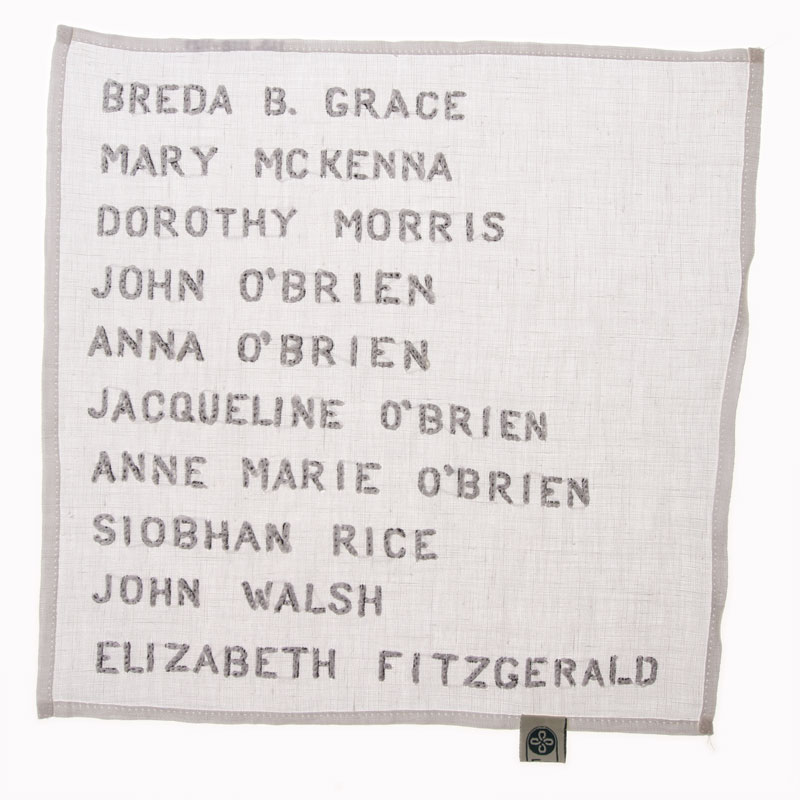 BREDA B. GRACE
MARY MCKENNA
DOROTHY MORRIS
JOHN O'BRIEN
ANNA O'BRIEN
JACQUELINE O'BRIEN
ANNE MARIE O'BRIEN
SIOBHAN RICE
JOHN WALSH
ELIZABETH FITZGERALD